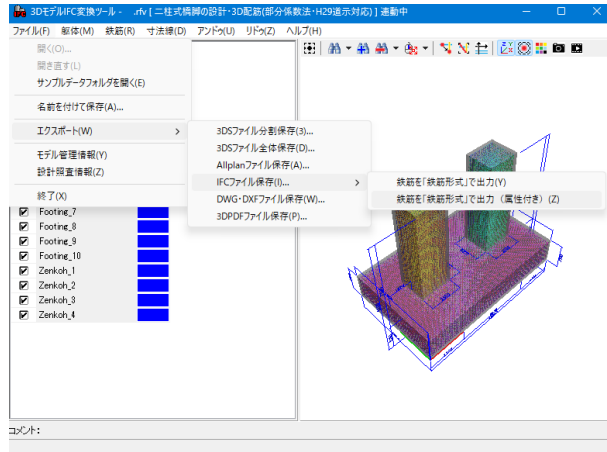 3DモデルIFC変換ツール - .rfv [ 二柱式橋脚の設計・3D配筋(部分係数法・H29道示対応) ] 連動中
ファイル(F) 躯体(M) 鉄筋(R) 寸法線(D) アンドゥ(U) リドゥ(Z) ヘルプ(H)
開く(O)...
開き直す(L)
サンプルデータフォルダを開く(E)
名前を付けて保存(A)...
エクスポート(W)
モデル管理情報(Y)
設計照査情報(Z)
終了(X)
3DSファイル分割保存(3)...
3DSファイル全体保存(D)...
Allplanファイル保存(A)...
IFCファイル保存(I)...
DWG・DXFファイル保存(W)...
3DPDFファイル保存(P)...
鉄筋を「鉄筋形式」で出力(Y)
鉄筋を「鉄筋形式」で出力（属性付き）(Z)
Footing_7
Footing_8
Footing_9
Footing_10
Zenkoh_1
Zenkoh_2
Zenkoh_3
Zenkoh_4
コメント: